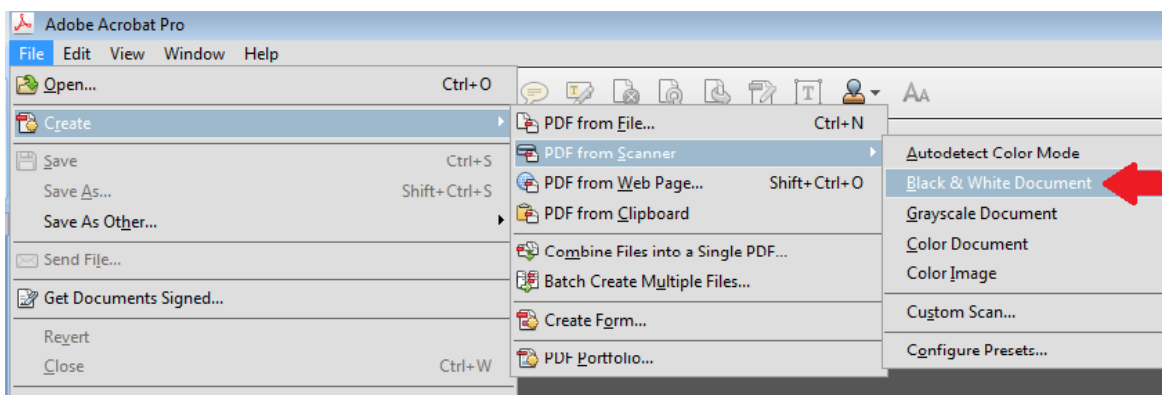 Adobe Acrobat Pro
File Edit View Window Help
Open... Ctrl+O
Create
Save Ctrl+S
Save As... Shift+Ctrl+S
Save As Other...
Send File...
Get Documents Signed...
Revert
Close Ctrl+W
T AA
PDF from File... Ctrl+N
PDF from Scanner
PDF from Web Page... Shift+Ctrl+O
PDF from Clipboard
Combine Files into a Single PDF...
Batch Create Multiple Files...
Create Form...
PDF Portfolio...
Autodetect Color Mode
Black & White Document
Grayscale Document
Color Document
Color Image
Custom Scan...
Configure Presets...